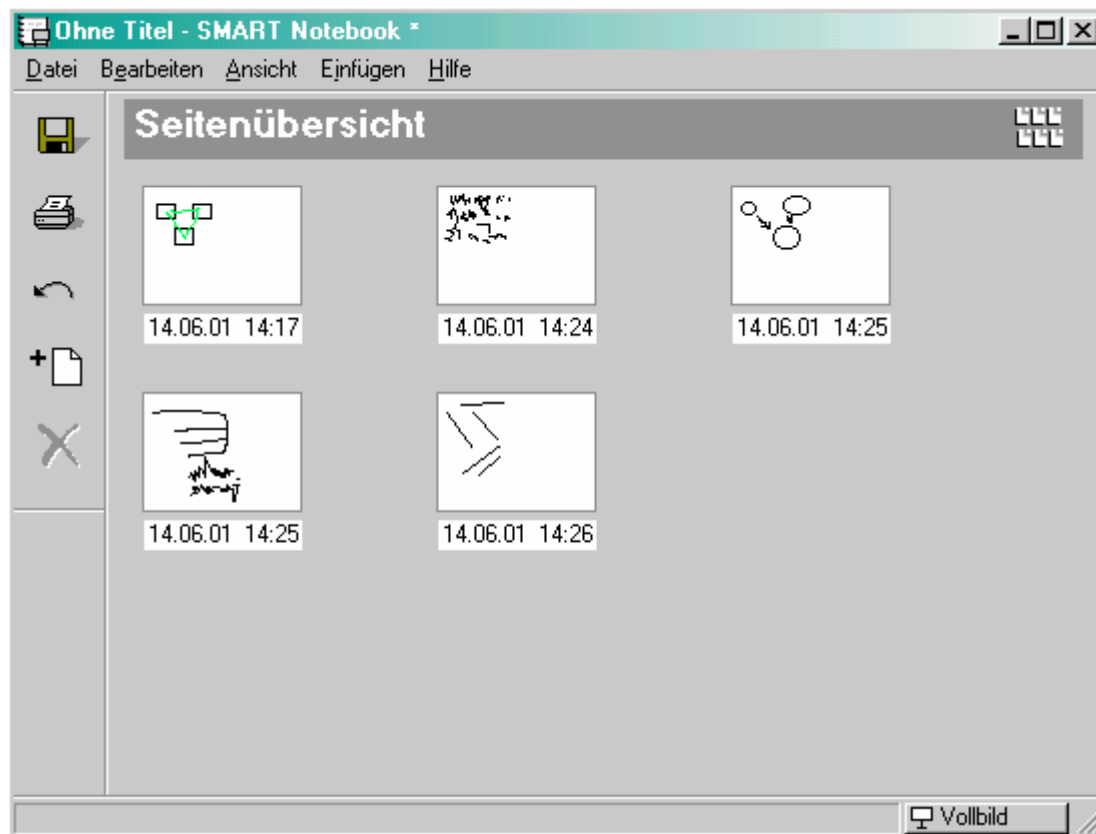 Ohne Titel - SMART Notebook *
Datei Bearbeiten Ansicht Einfügen Hilfe
Seitenübersicht
14.06.01 14:17
14.06.01 14:24
14.06.01 14:25
14.06.01 14:25
14.06.01 14:26
Vollbild